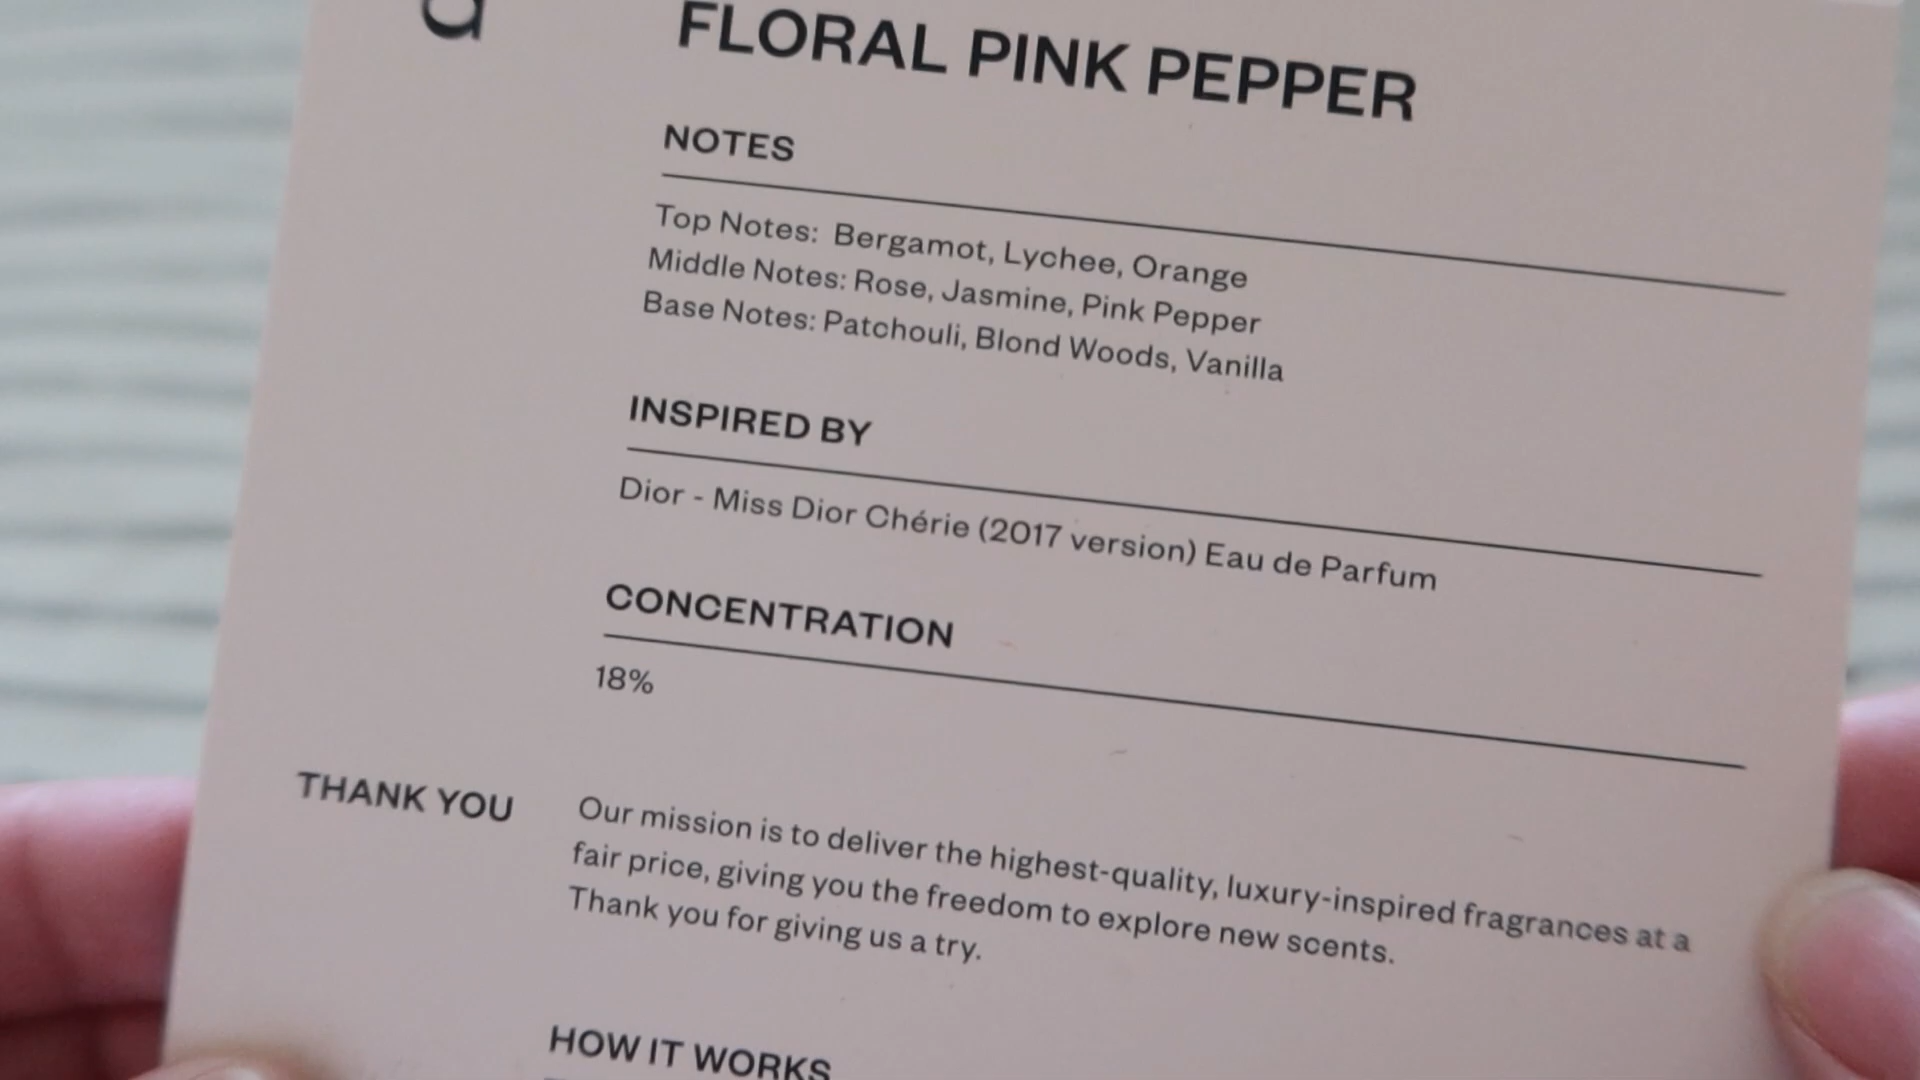 FLORAL PINK PEPPER
NOTES
Top Notes: Bergamot, Lychee, Orange
Middle Notes: Rose, Jasmine, Pink Pepper
Base Notes: Patchouli, Blond Woods, Vanilla
INSPIRED BY
Dior - Miss Dior Chérie (2017 version) Eau de Parfum
CONCENTRATION
18%
THANK YOU
Our mission is to deliver the highest-quality, luxury-inspired fragrances at a
fair price, giving you the freedom to explore new scents.
Thank you for giving us a try.
HOW IT WORKS